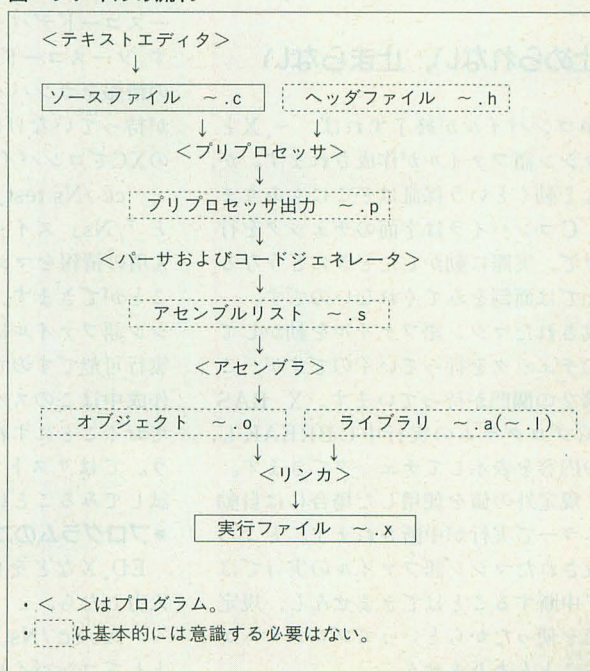 ＜テキストエディタ＞
↓
ソースファイル ～.c　ヘッダファイル ～.h
↓　↓
＜プリプロセッサ＞
↓
プリプロセッサ出力 ～.p
↓
＜パーサおよびコードジェネレータ＞
↓
アセンブルリスト ～.s
↓
＜アセンブラ＞
↓
オブジェクト ～.o　ライブラリ ～.a(～.l)
↓　↓
＜リンカ＞
↓
実行ファイル ～.x
・＜　＞はプログラム。
・　　は基本的には意識する必要はない。